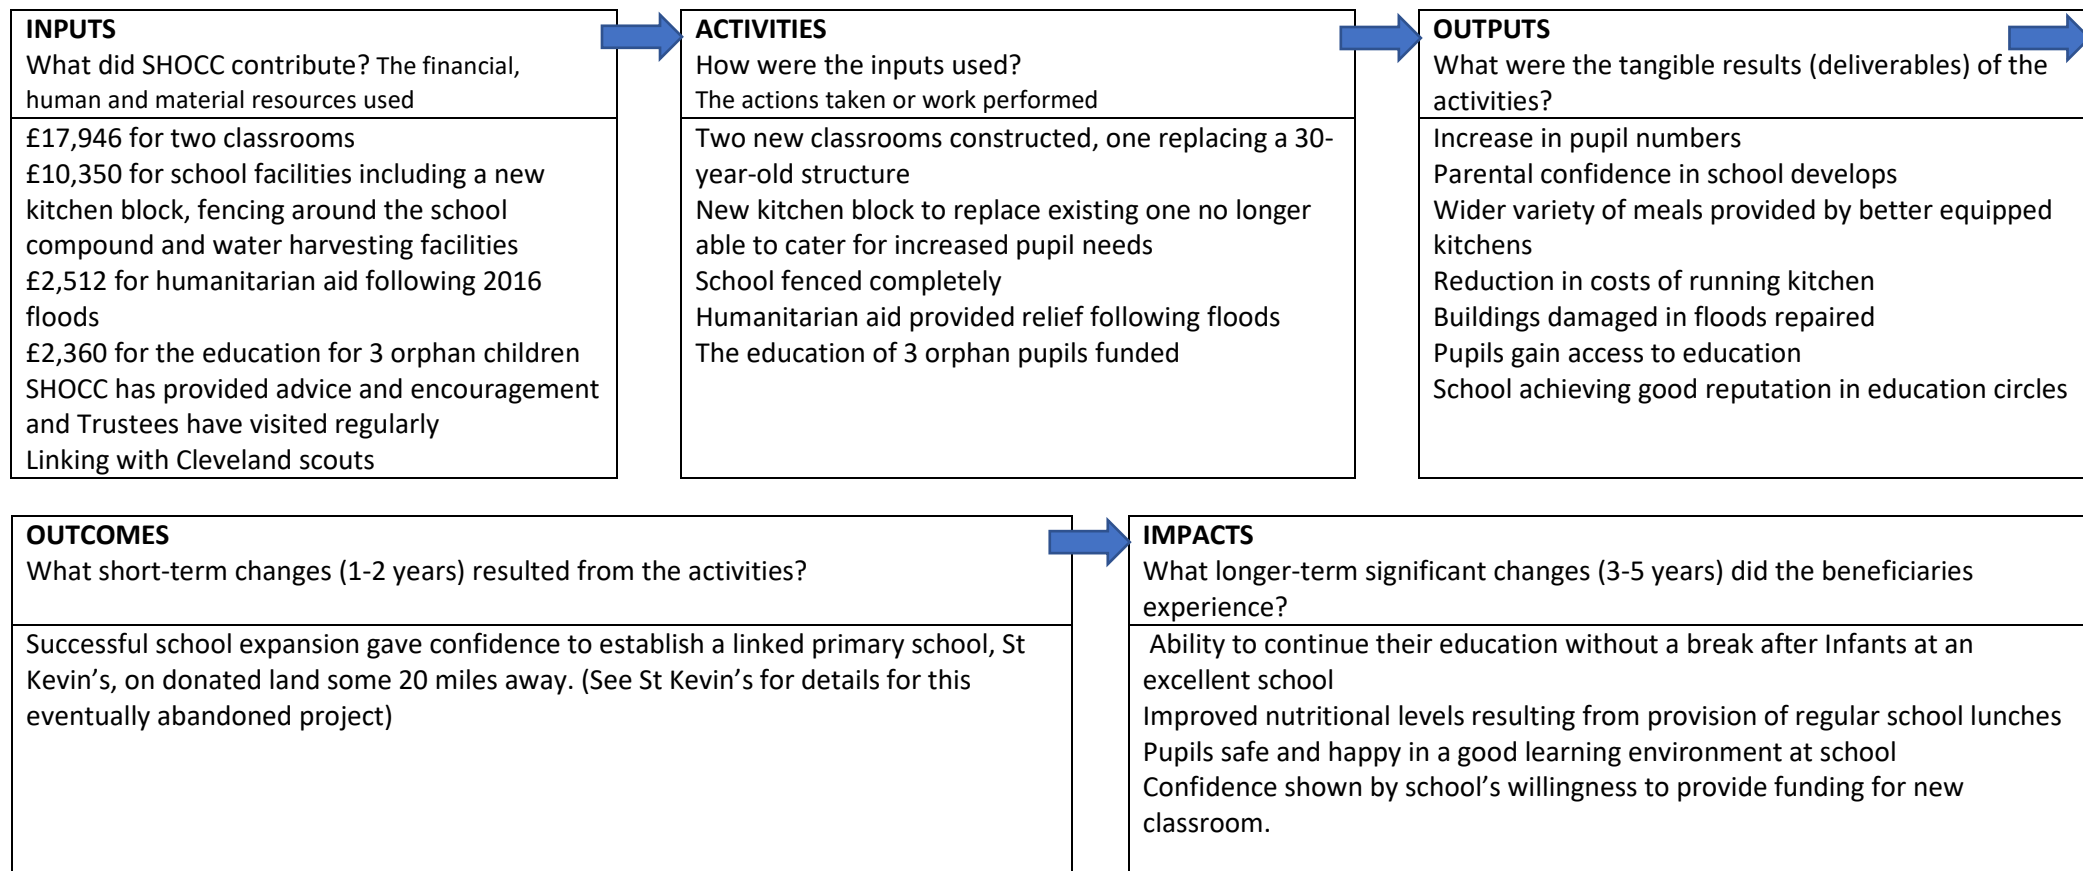 INPUTS
What did SHOCC contribute? The financial,
human and material resources used
£17,946 for two classrooms
£10,350 for school facilities including a new
kitchen block, fencing around the school
compound and water harvesting facilities
£2,512 for humanitarian aid following 2016
floods
£2,360 for the education for 3 orphan children
SHOCC has provided advice and encouragement
and Trustees have visited regularly
Linking with Cleveland scouts
ACTIVITIES
How were the inputs used?
The actions taken or work performed
Two new classrooms constructed, one replacing a 30-
year-old structure
New kitchen block to replace existing one no longer
able to cater for increased pupil needs
School fenced completely
Humanitarian aid provided relief following floods
The education of 3 orphan pupils funded
OUTPUTS
What were the tangible results (deliverables) of the
activities?
Increase in pupil numbers
Parental confidence in school develops
Wider variety of meals provided by better equipped
kitchens
Reduction in costs of running kitchen
Buildings damaged in floods repaired
Pupils gain access to education
School achieving good reputation in education circles
OUTCOMES
What short-term changes (1-2 years) resulted from the activities?
Successful school expansion gave confidence to establish a linked primary school, St
Kevin’s, on donated land some 20 miles away. (See St Kevin’s for details for this
eventually abandoned project)
IMPACTS
What longer-term significant changes (3-5 years) did the beneficiaries
experience?
Ability to continue their education without a break after Infants at an
excellent school
Improved nutritional levels resulting from provision of regular school lunches
Pupils safe and happy in a good learning environment at school
Confidence shown by school’s willingness to provide funding for new
classroom.